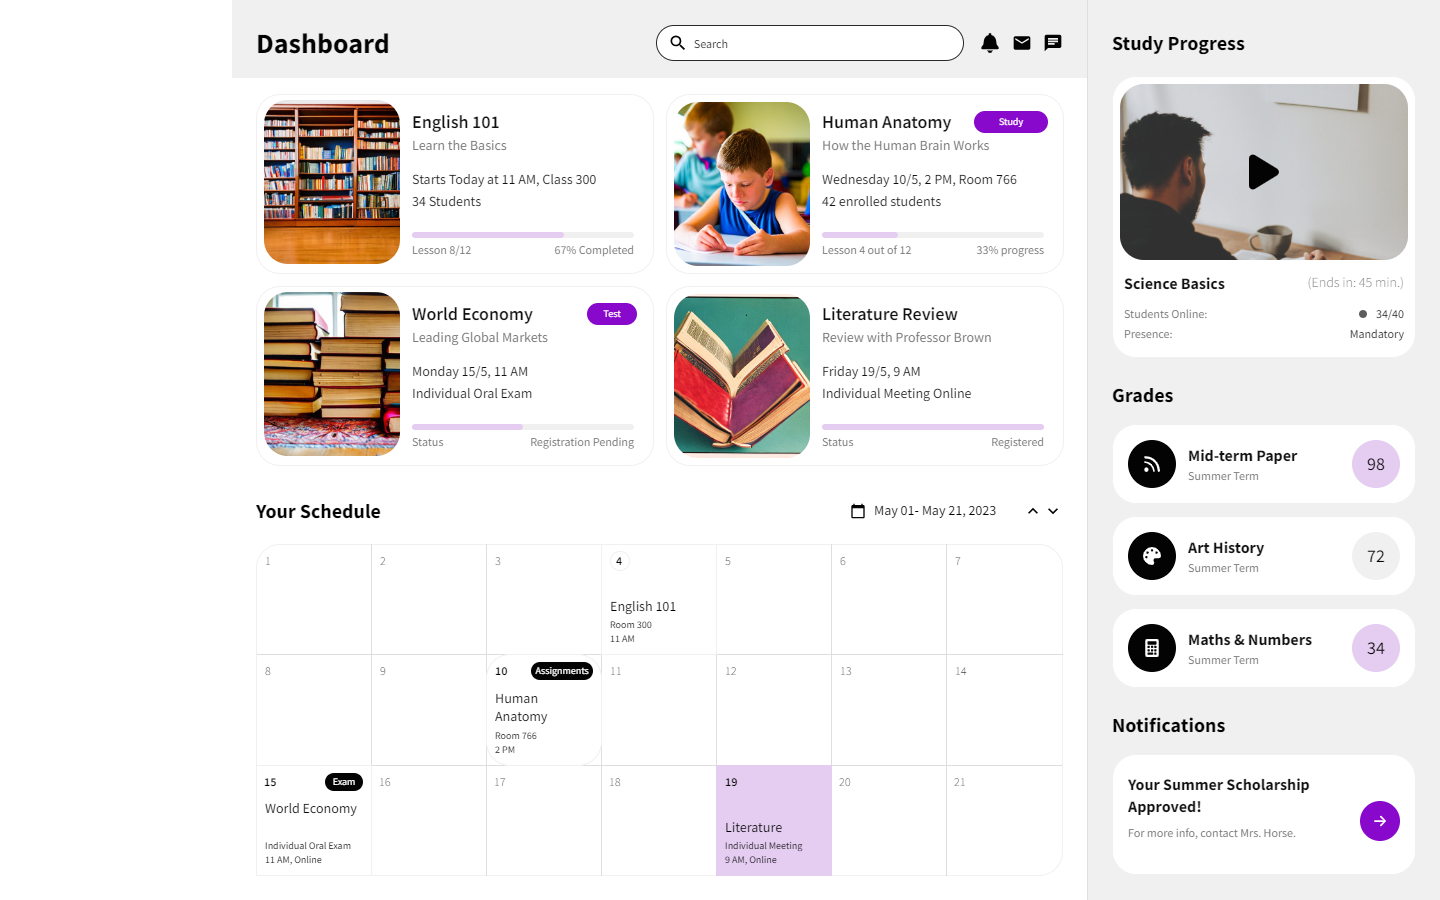 Dashboard
Search
English 101
Learn the Basics
Starts Today at 11 AM, Class 300
34 Students
Lesson 8/12
67% Completed
Human Anatomy
Study
How the Human Brain Works
Wednesday 10/5, 2 PM, Room 766
42 enrolled students
Lesson 4 out of 12
33% progress
World Economy
Test
Leading Global Markets
Monday 15/5, 11 AM
Individual Oral Exam
Status
Registration Pending
Literature Review
Review with Professor Brown
Friday 19/5, 9 AM
Individual Meeting Online
Status
Registered
Your Schedule
May 01- May 21, 2023
1
2
3
4
English 101
Room 300
11 AM
5
6
7
8
9
10
Assignments
Human
Anatomy
Room 766
2 PM
11
12
13
14
15
Exam
World Economy
Individual Oral Exam
11 AM, Online
16
17
18
19
Literature
Individual Meeting
9 AM, Online
20
21
Study Progress
Science Basics
(Ends in: 45 min.)
Students Online:
34/40
Presence:
Mandatory
Grades
Mid-term Paper
Summer Term
98
Art History
Summer Term
72
Maths & Numbers
Summer Term
34
Notifications
Your Summer Scholarship
Approved!
For more info, contact Mrs. Horse.